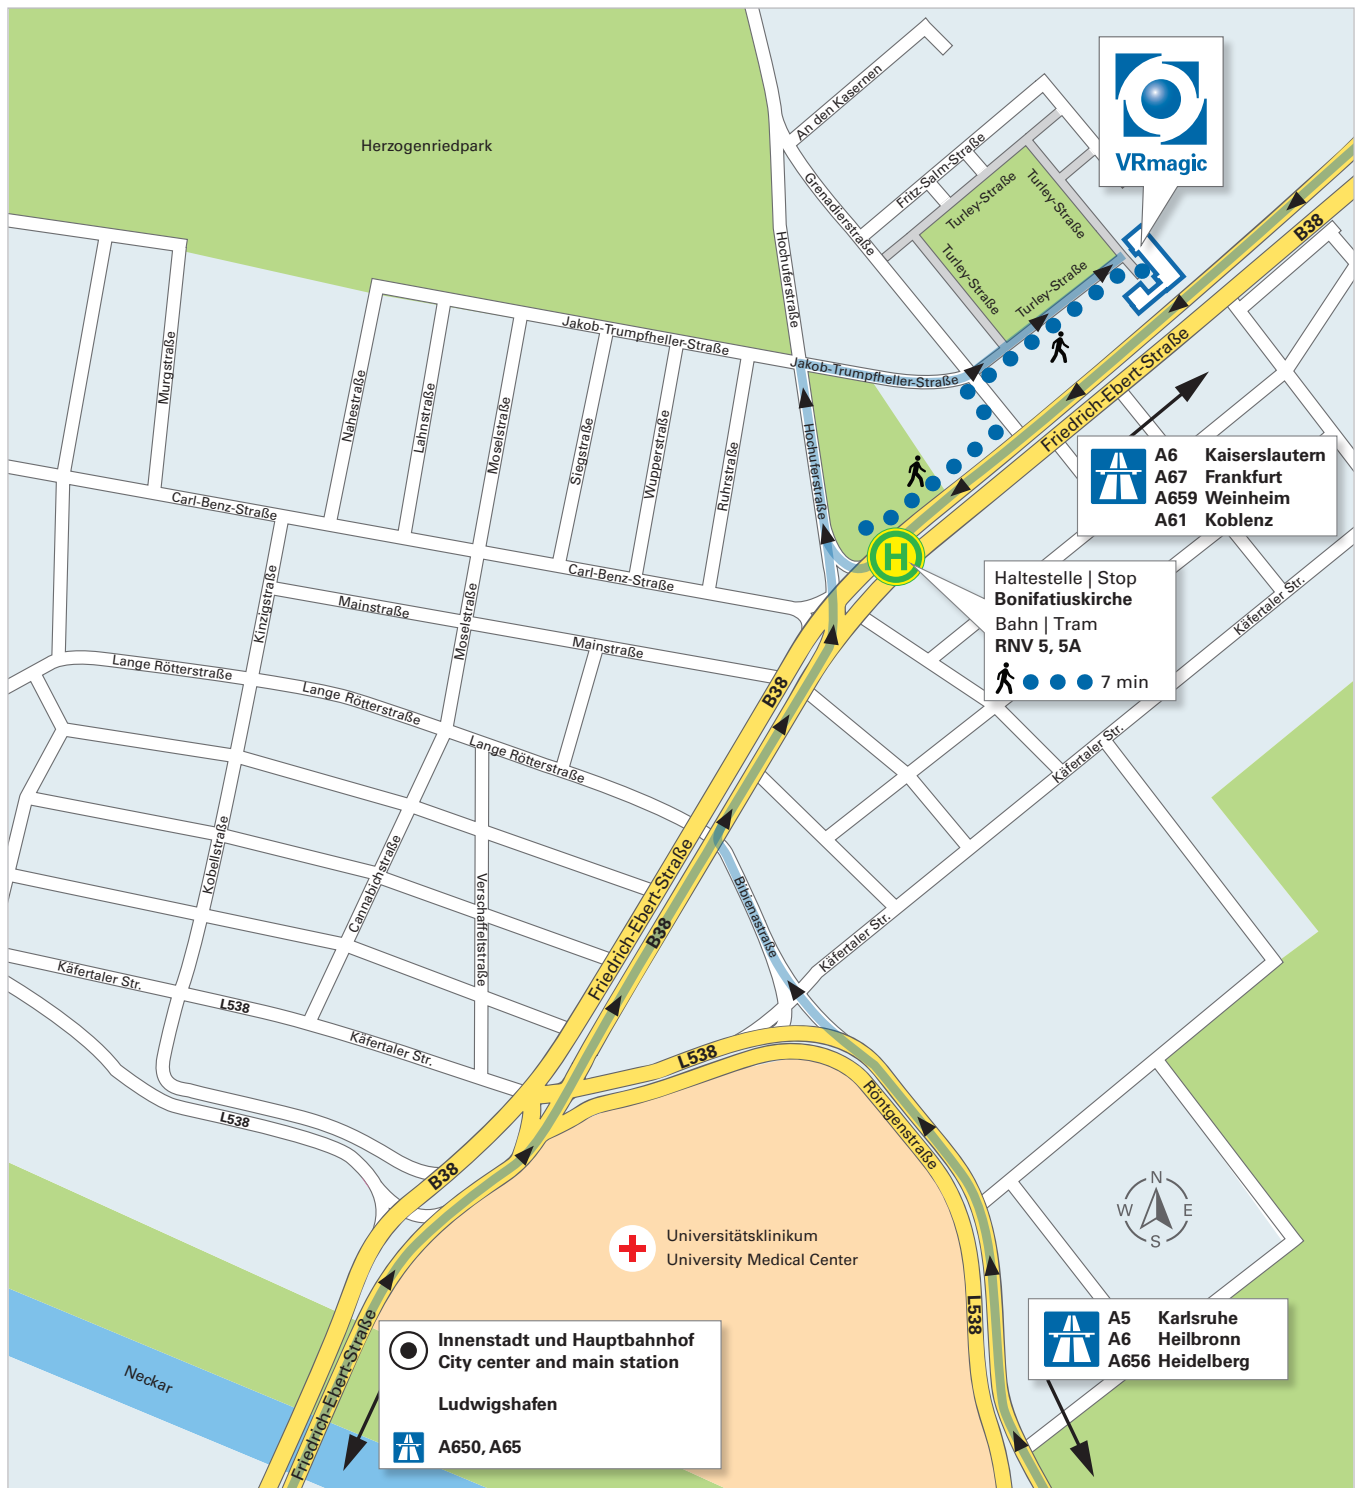 Herzogenriedpark
An den Kasernen
VRmagic
Fritz-Salm-Straße
Grenadierstraße
Turley-Straße
Turley-Straße
Turley-Straße
Turley-Straße
B38
Hochuferstraße
Jakob-Trumpfheller-Straße
Jakob-Trumpfheller-Straße
Friedrich-Ebert-Straße
Murgstraße
Nahestraße
Lahnstraße
Moselstraße
Siegstraße
Wupperstraße
Ruhrstraße
Hochuferstraße
A6 Kaiserslautern
A67 Frankfurt
A659 Weinheim
A61 Koblenz
Carl-Benz-Straße
Carl-Benz-Straße
H
Haltestelle | Stop
Bonifatiuskirche
Bahn | Tram
RNV 5, 5A
7 min
Käfertaler Str.
Kinzigstraße
Mainstraße
Moselstraße
Mainstraße
Lange Rötterstraße
Lange Rötterstraße
Lange Rötterstraße
B38
Käfertaler Str.
Kobellstraße
Cannabichstraße
Verschaffeltstraße
Friedrich-Ebert-Straße
B38
Bibienastraße
Käfertaler Str.
Käfertaler Str.
L538
Käfertaler Str.
L538
L538
Röntgenstraße
B38
N
W E
S
Universitätsklinikum
University Medical Center
L538
A5 Karlsruhe
A6 Heilbronn
A656 Heidelberg
Neckar
Friedrich-Ebert-Straße
Innenstadt und Hauptbahnhof
City center and main station
Ludwigshafen
A650, A65